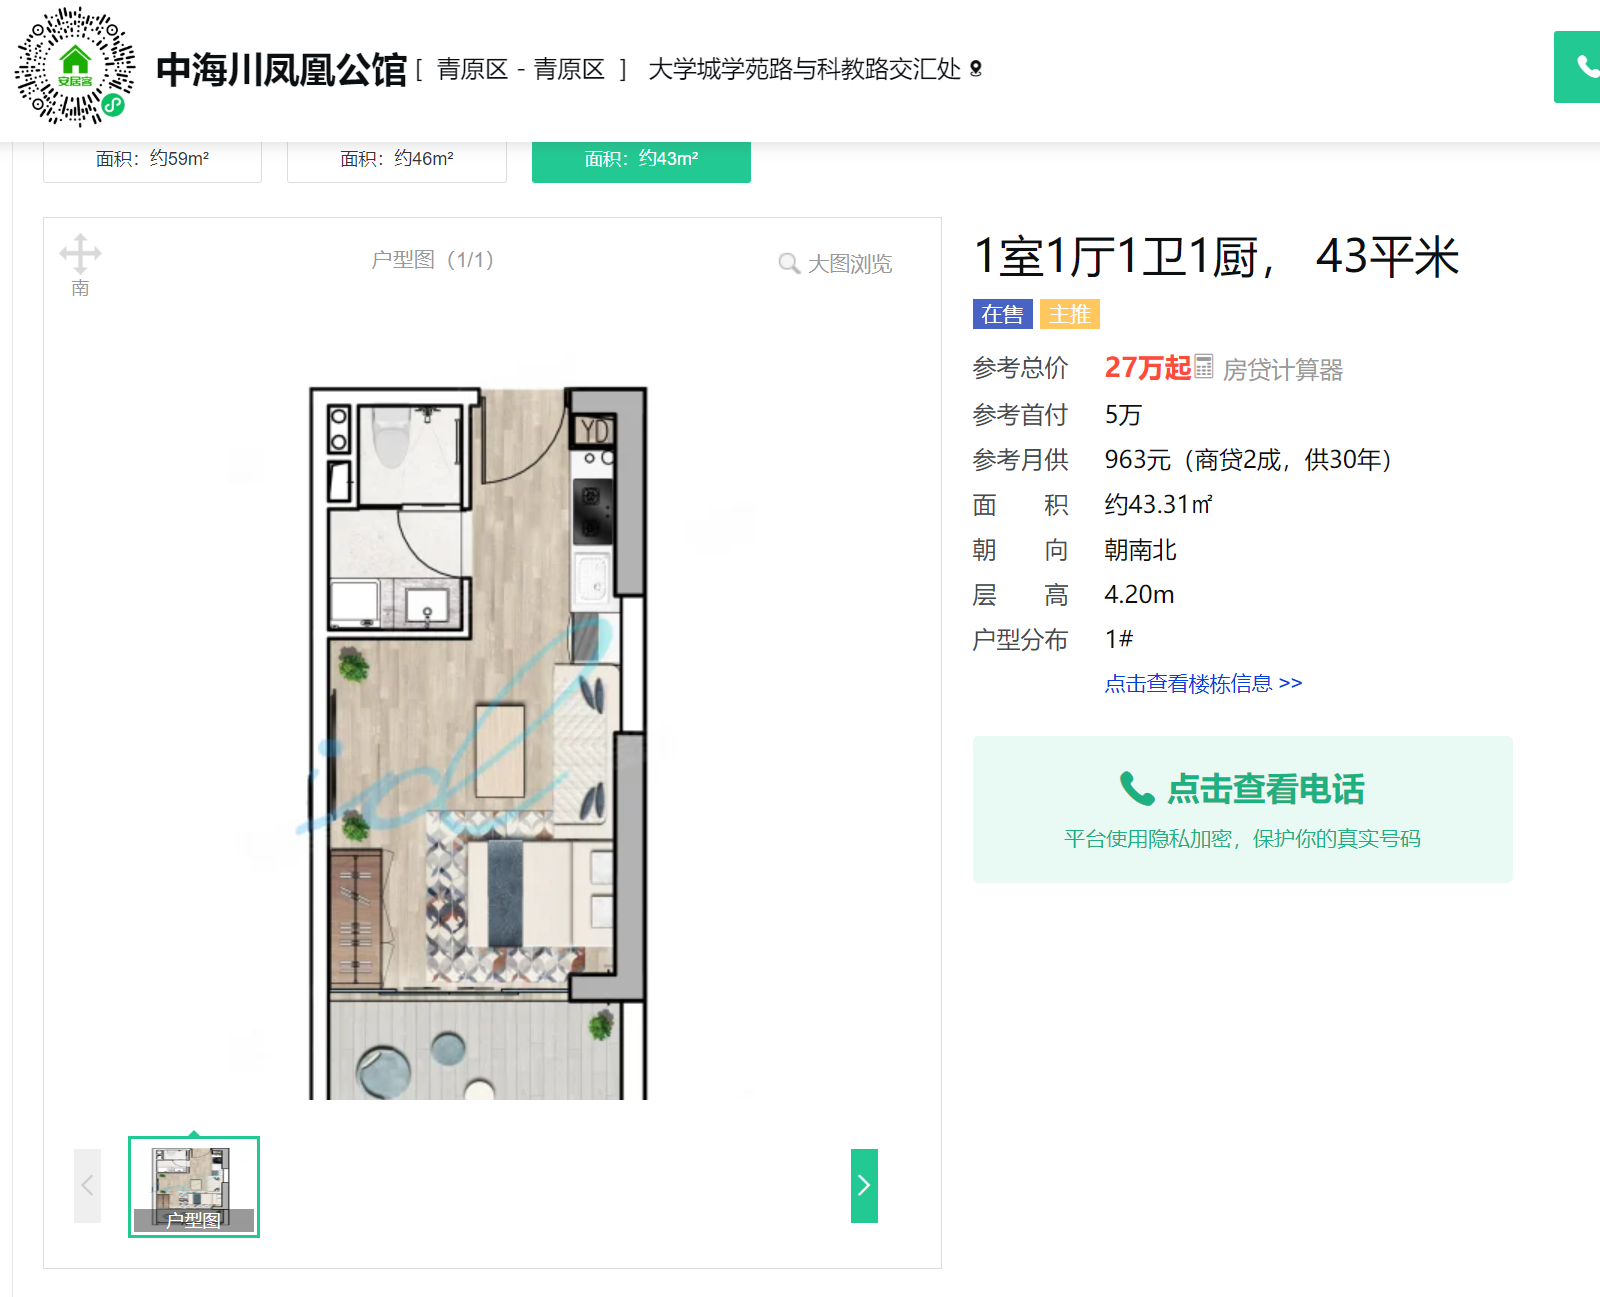 安居客
中海川凤凰公馆 [ 青原区 - 青原区 ] 大学城学苑路与科教路交汇处
面积：约59m²
面积：约46m²
面积：约43m²
南
户型图（1/1）
大图浏览
YD
id
户型图
1室1厅1卫1厨， 43平米
在售 主推
参考总价 27万起 房贷计算器
参考首付 5万
参考月供 963元（商贷2成，供30年）
面积 约43.31㎡
朝向 朝南北
层高 4.20m
户型分布 1#
点击查看楼栋信息 >>
点击查看电话
平台使用隐私加密，保护你的真实号码